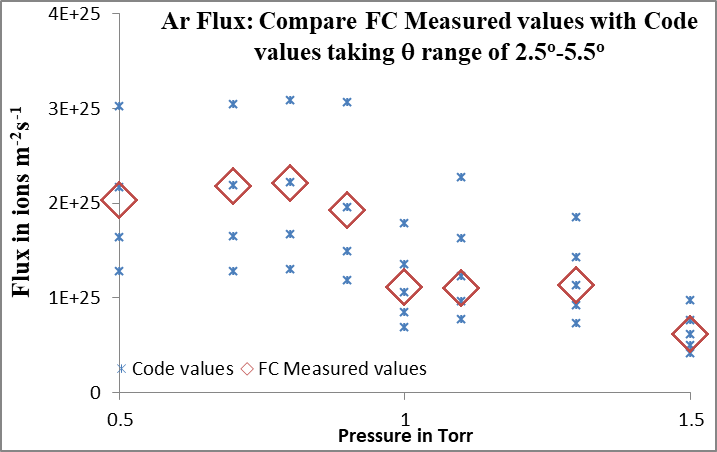 Ar Flux: Compare FC Measured values with Code
values taking θ range of 2.5º-5.5º
4E+25
3E+25
2E+25
1E+25
0
Flux in ions m⁻²s⁻¹
Code values
FC Measured values
0.5
1
1.5
Pressure in Torr